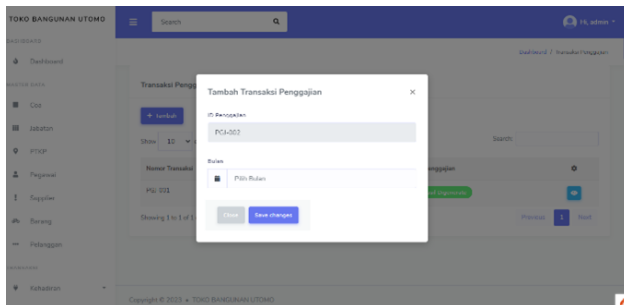 TOKO BANGUNAN UTOMO
Search
Hi, admin
DASHBOARD
Dashboard
Dashboard / Transaksi Penggajian
MASTER DATA
Coa
Jabatan
PTKP
Pegawai
Supplier
Barang
Pelanggan
Kehadiran
Transaksi Pengg
+ Tambah
Show 10
Search:
Nomor Transaksi
enggajian
PGJ-001
Showing 1 to 1 of 1
Previous 1 Next
Tambah Transaksi Penggajian ×
ID Penggajian
PGJ-002
Bulan
Pilih Bulan
Close Save changes
Copyright © 2023 • TOKO BANGUNAN UTOMO